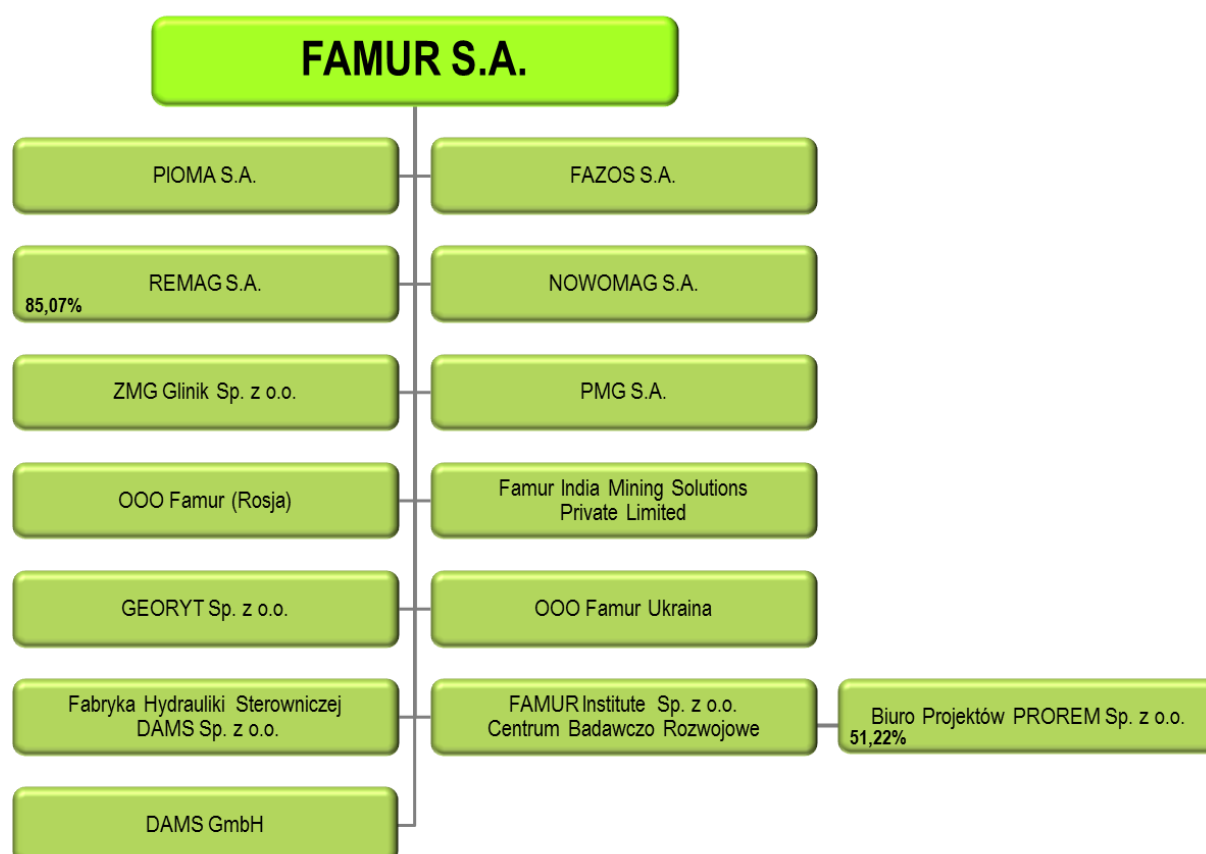 FAMUR S.A.
PIOMA S.A.
FAZOS S.A.
REMAG S.A.
85,07%
NOWOMAG S.A.
ZMG Glinik Sp. z o.o.
PMG S.A.
OOO Famur (Rosja)
Famur India Mining Solutions
Private Limited
GEORYT Sp. z o.o.
OOO Famur Ukraina
Fabryka Hydrauliki Sterowniczej
DAMS Sp. z o.o.
FAMUR Institute Sp. z o.o.
Centrum Badawczo Rozwojowe
Biuro Projektów PROREM Sp. z o.o.
51,22%
DAMS GmbH